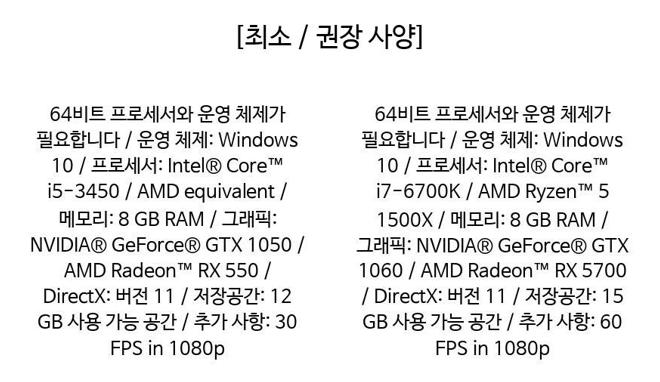 [최소 / 권장 사양]
64비트 프로세서와 운영 체제가
필요합니다 / 운영 체제: Windows
10 / 프로세서: Intel® Core™
i5-3450 / AMD equivalent /
메모리: 8 GB RAM / 그래픽:
NVIDIA® GeForce® GTX 1050 /
AMD Radeon™ RX 550 /
DirectX: 버전 11 / 저장공간: 12
GB 사용 가능 공간 / 추가 사항: 30
FPS in 1080p
64비트 프로세서와 운영 체제가
필요합니다 / 운영 체제: Windows
10 / 프로세서: Intel® Core™
i7-6700K / AMD Ryzen™ 5
1500X / 메모리: 8 GB RAM /
그래픽: NVIDIA® GeForce® GTX
1060 / AMD Radeon™ RX 5700
/ DirectX: 버전 11 / 저장공간: 15
GB 사용 가능 공간 / 추가 사항: 60
FPS in 1080p